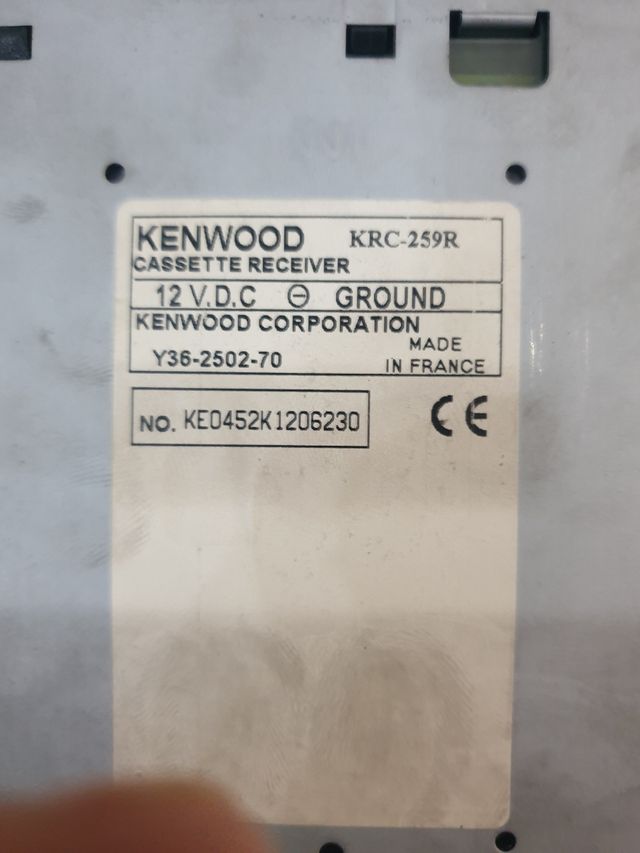 KENWOOD KRC-259R
CASSETTE RECEIVER
12 V.D.C ⊖ GROUND
KENWOOD CORPORATION
MADE
Y36-2502-70 IN FRANCE
NO. KE0452K1206230
CE